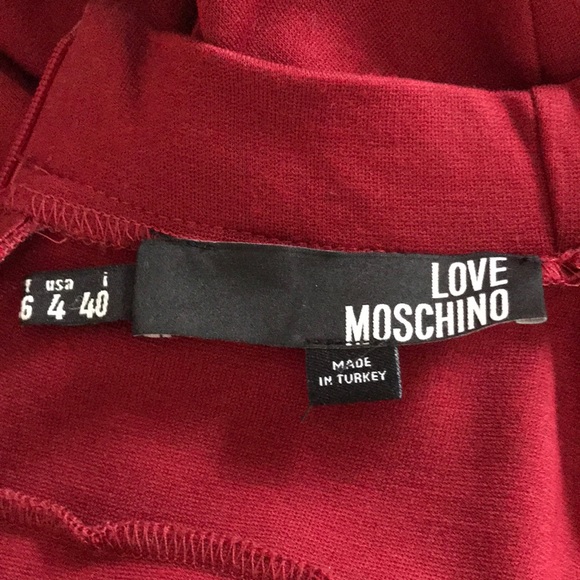 f usa i
6 4 40
LOVE
MOSCHINO
MADE
IN TURKEY